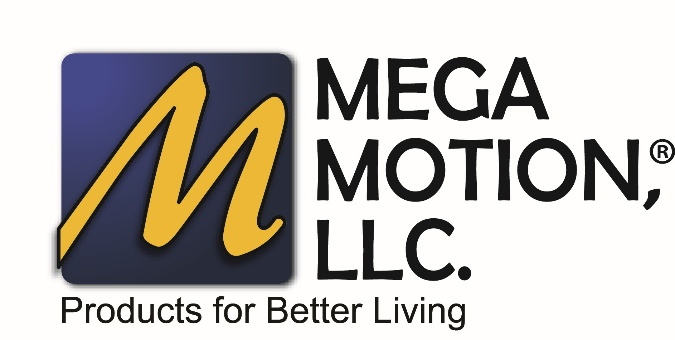 M
MEGA
MOTION,®
LLC.
Products for Better Living